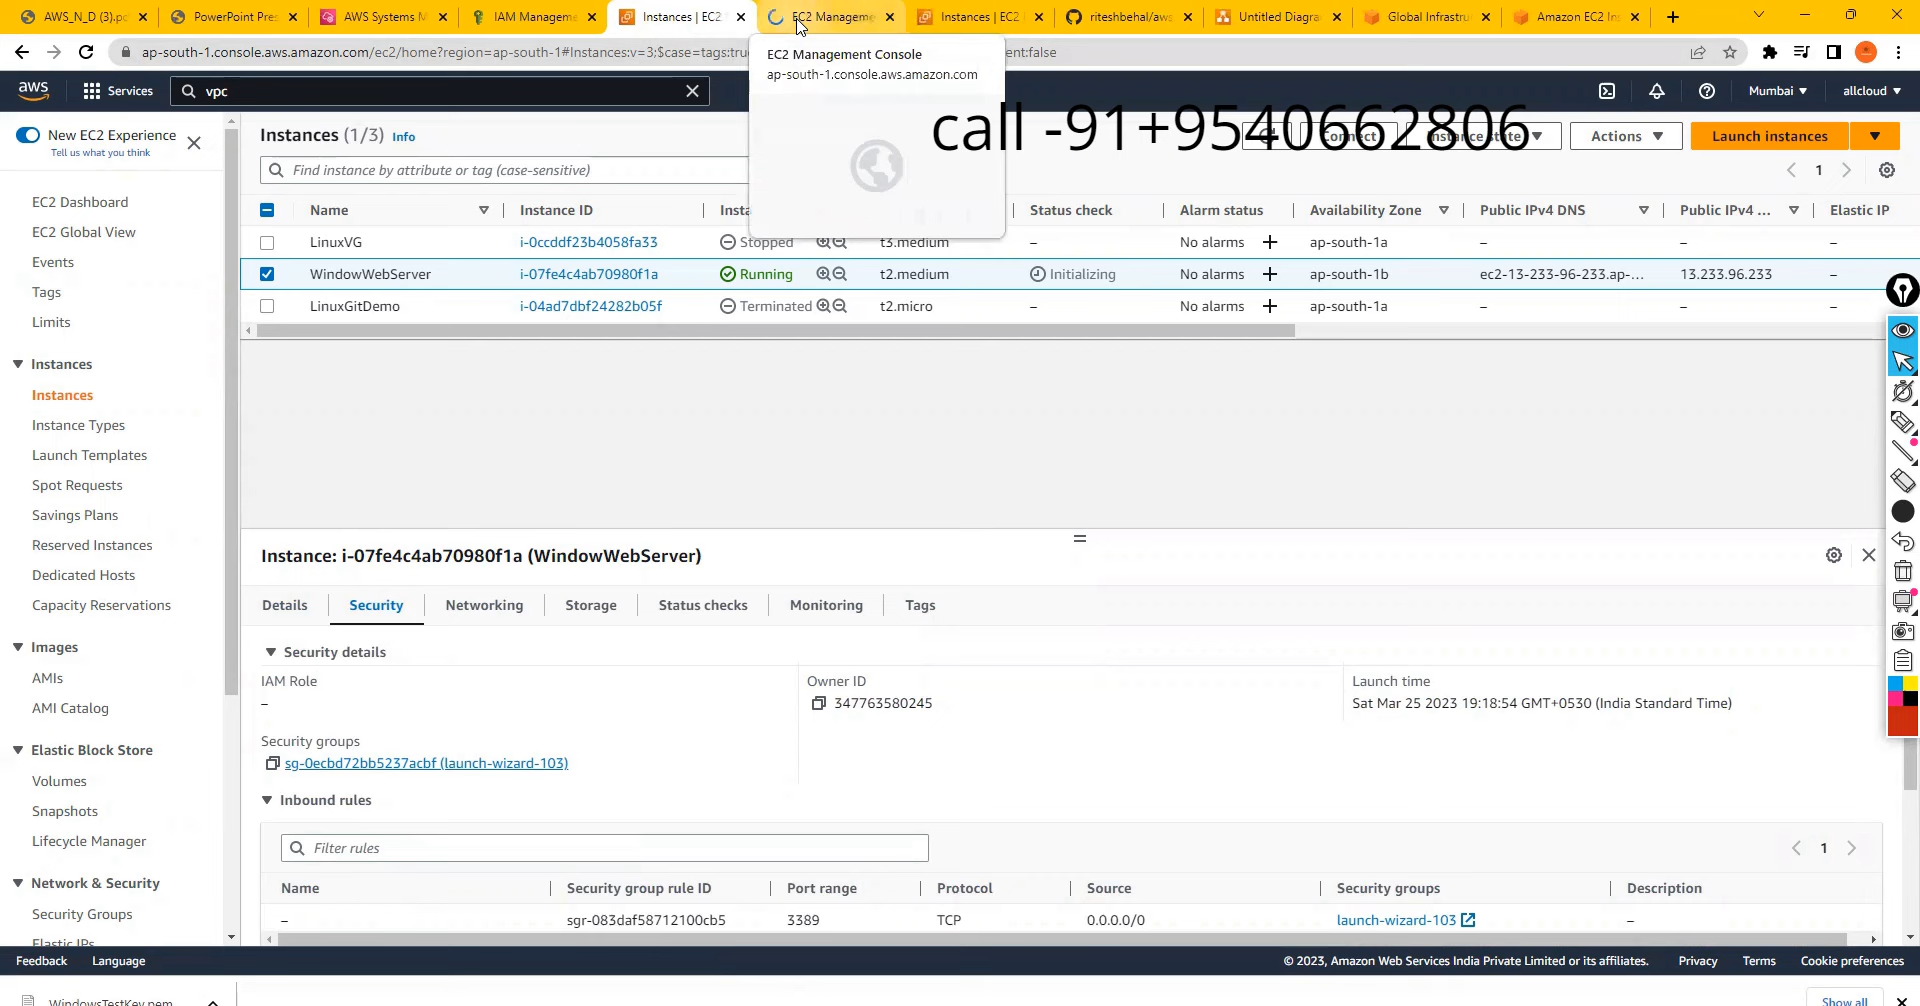 AWS_N_D (3).pc
PowerPoint Pre:
AWS Systems M
IAM Manageme
Instances | EC2
EC2 Manageme
Instances | EC2
riteshbehal/aws
Untitled Diagra
Global Infrastru
Amazon EC2 In
ap-south-1.console.aws.amazon.com/ec2/home?region=ap-south-1#Instances:v=3;$case=tags:tru
ent:false
EC2 Management Console
ap-south-1.console.aws.amazon.com
aws
Services
vpc
Mumbai
allcloud
New EC2 Experience
Tell us what you think
EC2 Dashboard
EC2 Global View
Events
Tags
Limits
Instances
Instances
Instance Types
Launch Templates
Spot Requests
Savings Plans
Reserved Instances
Dedicated Hosts
Capacity Reservations
Images
AMIs
AMI Catalog
Elastic Block Store
Volumes
Snapshots
Lifecycle Manager
Network & Security
Security Groups
Elastic IPs
Instances (1/3) Info
call -91+9540662806
Connect
Instance state
Actions
Launch instances
Find instance by attribute or tag (case-sensitive)
1
Name Instance ID Insta Status check Alarm status Availability Zone Public IPv4 DNS Public IPv4 ... Elastic IP
LinuxVG i-0ccddf23b4058fa33 Stopped t3.medium – No alarms + ap-south-1a – – –
WindowWebServer i-07fe4c4ab70980f1a Running t2.medium Initializing No alarms + ap-south-1b ec2-13-233-96-233.ap-... 13.233.96.233 –
LinuxGitDemo i-04ad7dbf24282b05f Terminated t2.micro – No alarms + ap-south-1a – – –
Instance: i-07fe4c4ab70980f1a (WindowWebServer)
Details Security Networking Storage Status checks Monitoring Tags
Security details
IAM Role
–
Owner ID
347763580245
Launch time
Sat Mar 25 2023 19:18:54 GMT+0530 (India Standard Time)
Security groups
sg-0ecbd72bb5237acbf (launch-wizard-103)
Inbound rules
Filter rules
1
Name Security group rule ID Port range Protocol Source Security groups Description
– sgr-083daf58712100cb5 3389 TCP 0.0.0.0/0 launch-wizard-103 –
Feedback Language © 2023, Amazon Web Services India Private Limited or its affiliates. Privacy Terms Cookie preferences
WindowsTestKey.pem
Show all